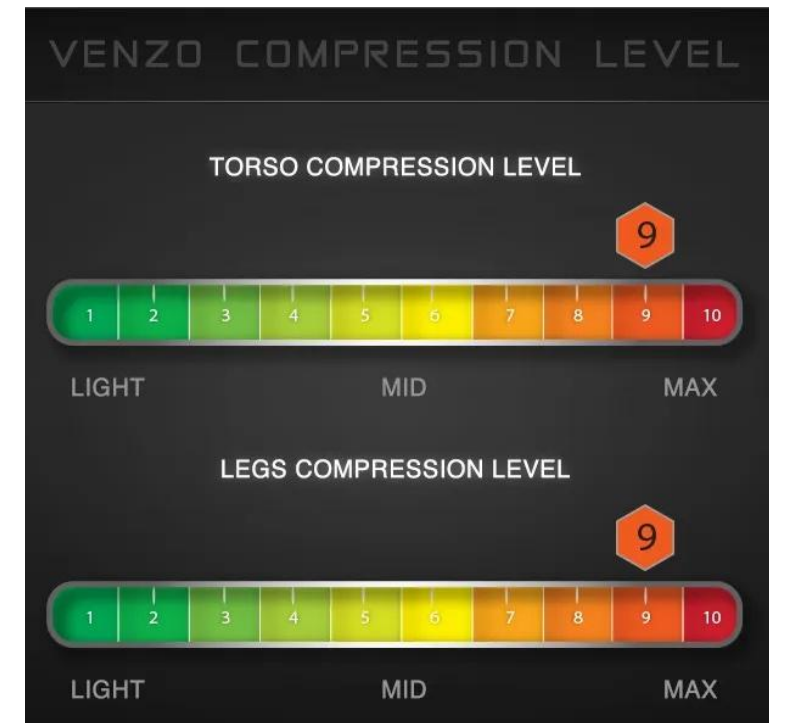 VENZO COMPRESSION LEVEL
TORSO COMPRESSION LEVEL
9
1 2 3 4 5 6 7 8 9 10
LIGHT MID MAX
LEGS COMPRESSION LEVEL
9
1 2 3 4 5 6 7 8 9 10
LIGHT MID MAX